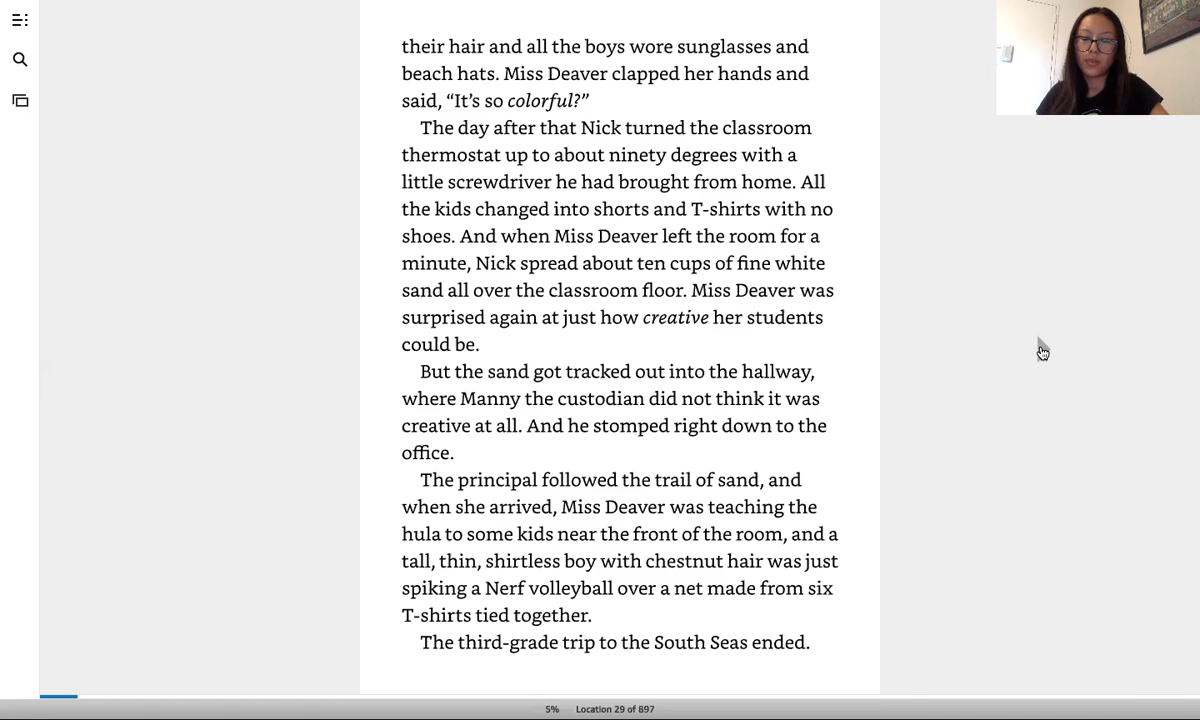 their hair and all the boys wore sunglasses and
beach hats. Miss Deaver clapped her hands and
said, “It’s so colorful?”
The day after that Nick turned the classroom
thermostat up to about ninety degrees with a
little screwdriver he had brought from home. All
the kids changed into shorts and T-shirts with no
shoes. And when Miss Deaver left the room for a
minute, Nick spread about ten cups of fine white
sand all over the classroom floor. Miss Deaver was
surprised again at just how creative her students
could be.
But the sand got tracked out into the hallway,
where Manny the custodian did not think it was
creative at all. And he stomped right down to the
office.
The principal followed the trail of sand, and
when she arrived, Miss Deaver was teaching the
hula to some kids near the front of the room, and a
tall, thin, shirtless boy with chestnut hair was just
spiking a Nerf volleyball over a net made from six
T-shirts tied together.
The third-grade trip to the South Seas ended.
5% Location 29 of 897